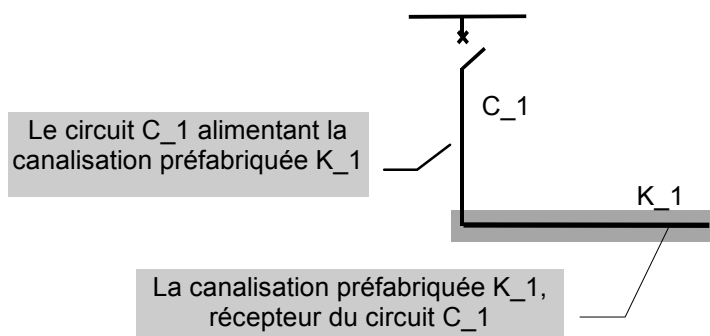 C_1
Le circuit C_1 alimentant la
canalisation préfabriquée K_1
K_1
La canalisation préfabriquée K_1,
récepteur du circuit C_1